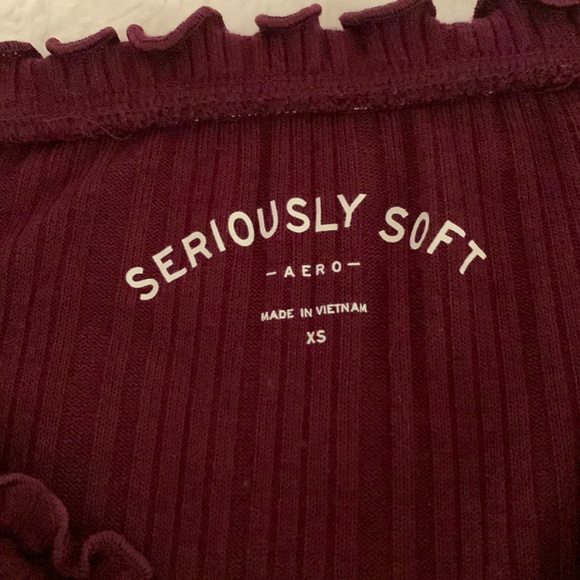 SERIOUSLY SOFT
- AERO -
MADE IN VIETNAM
XS